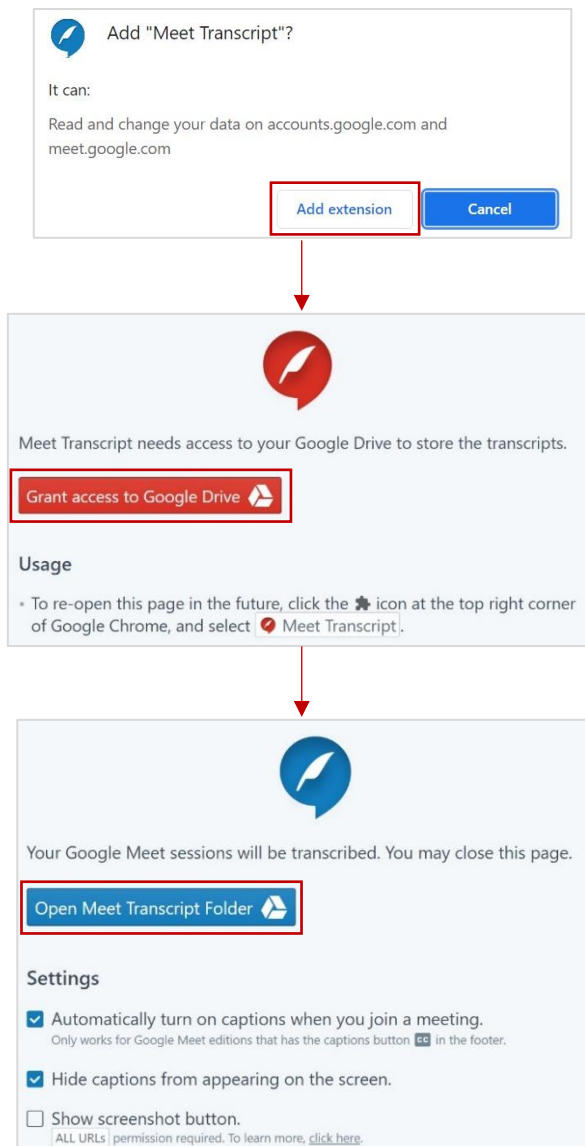 Add "Meet Transcript"?
It can:
Read and change your data on accounts.google.com and
meet.google.com
Add extension
Cancel
Meet Transcript needs access to your Google Drive to store the transcripts.
Grant access to Google Drive
Usage
• To re-open this page in the future, click the icon at the top right corner
of Google Chrome, and select Meet Transcript.
Your Google Meet sessions will be transcribed. You may close this page.
Open Meet Transcript Folder
Settings
Automatically turn on captions when you join a meeting.
Only works for Google Meet editions that has the captions button CC in the footer.
Hide captions from appearing on the screen.
Show screenshot button.
ALL URLs permission required. To learn more, click here.